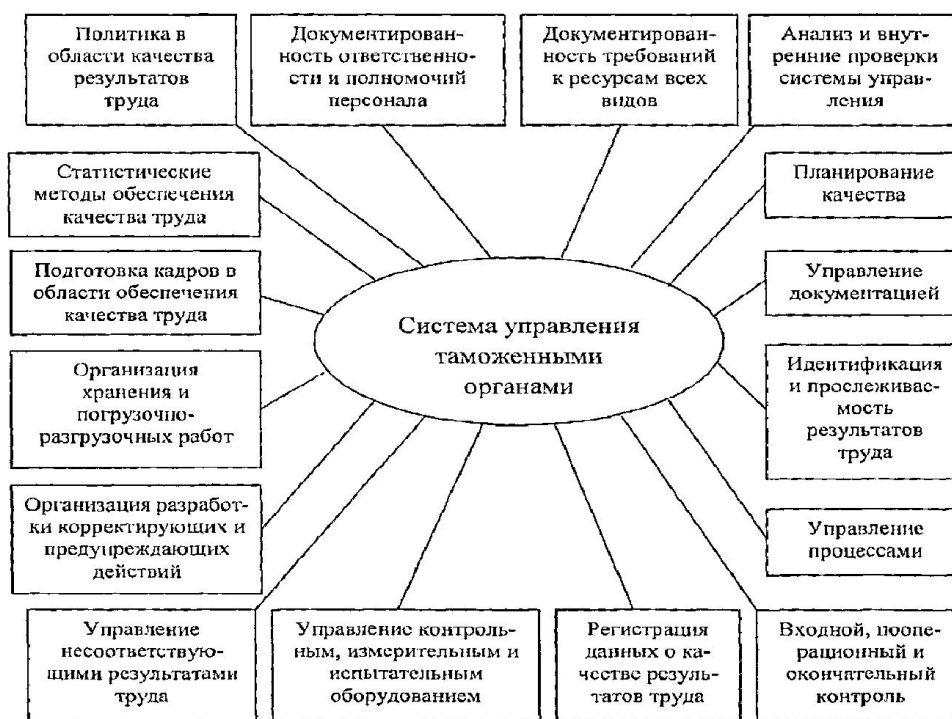 Политика в
области качества
результатов
труда
Документирован-
ность ответственно-
сти и полномочий
персонала
Документирован-
ность требований
к ресурсам всех
видов
Анализ и внут-
ренние проверки
системы управ-
ления
Статистические
методы обеспечения
качества труда
Планирование
качества
Подготовка кадров в
области обеспечения
качества труда
Управление
документацией
Система управления
таможенными
органами
Организация
хранения и
погрузочно-
разгрузочных работ
Идентификация
и прослеживае-
мость
результатов
труда
Организация разработ-
ки корректирующих и
предупреждающих
действий
Управление
процессами
Управление
несоответствую-
щими результатами
труда
Управление контроль-
ным, измерительным и
испытательным
оборудованием
Регистрация
данных о ка-
честве резуль-
татов труда
Входной, поопе-
рационный и
окончательный
контроль